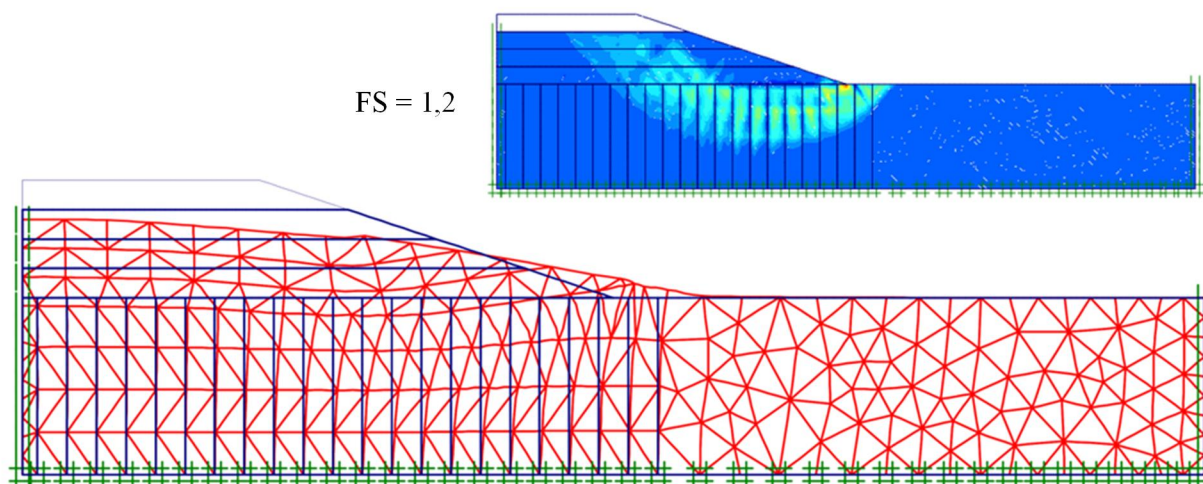 FS = 1,2